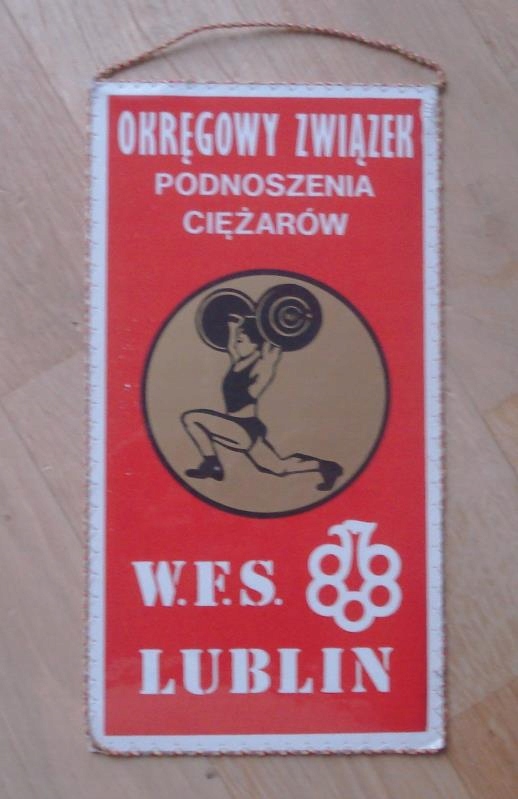 OKRĘGOWY ZWIĄZEK
PODNOSZENIA
CIĘŻARÓW
W.F.S.
LUBLIN